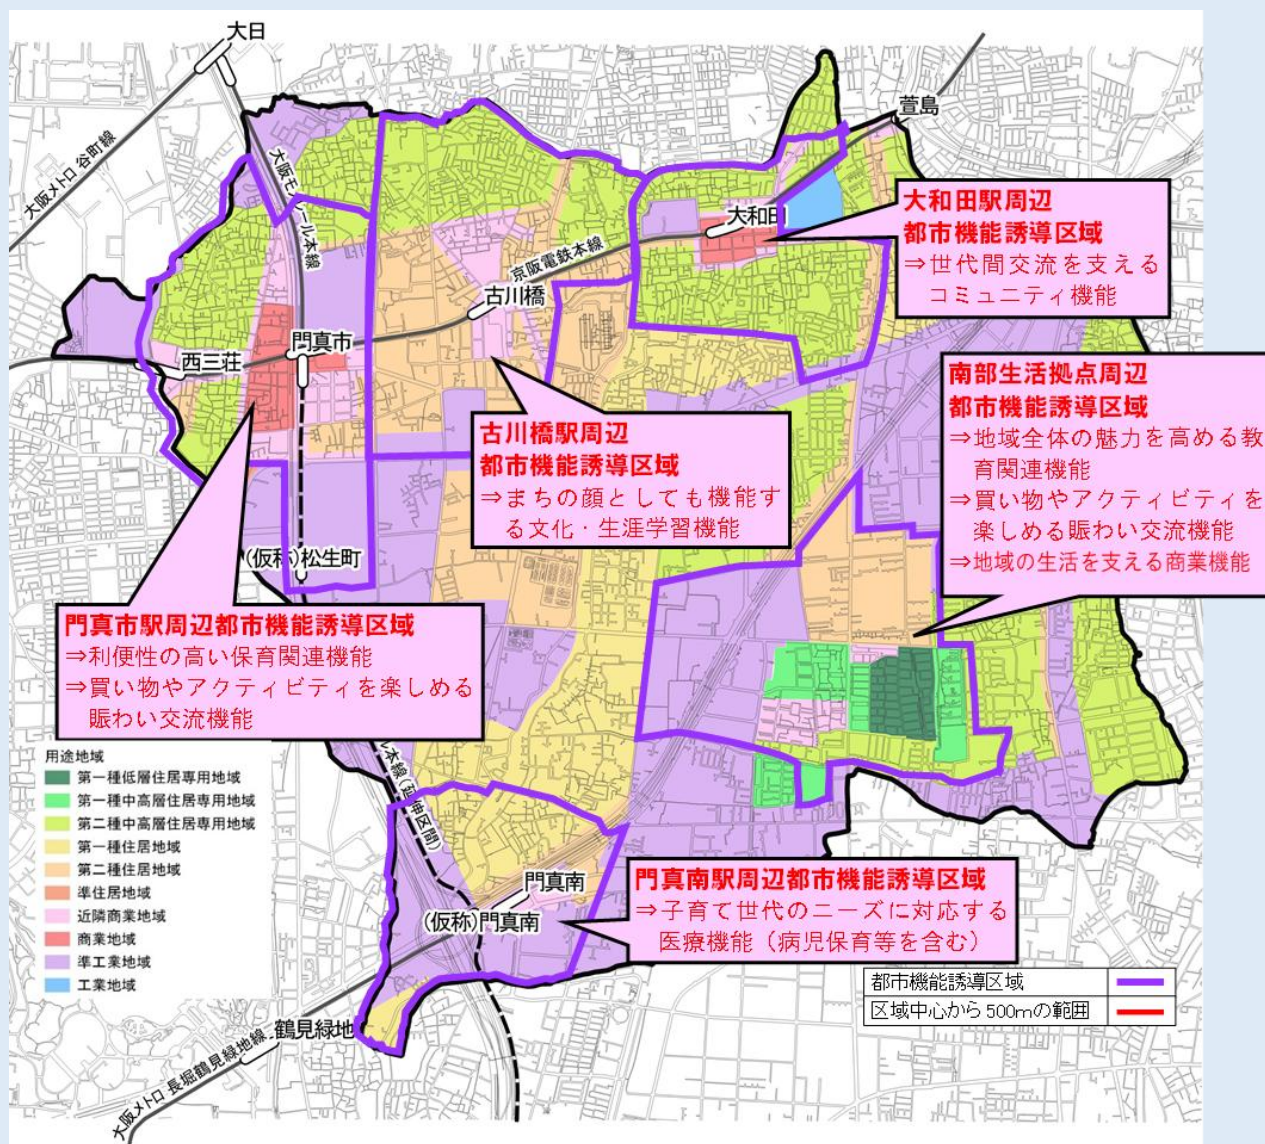 大日
大阪メトロ 谷町線
大阪モノレール本線
萱島
大和田
京阪電鉄本線
古川橋
門真市
西三荘
大和田駅周辺
都市機能誘導区域
⇒世代間交流を支える
コミュニティ機能
南部生活拠点周辺
都市機能誘導区域
⇒地域全体の魅力を高める教
育関連機能
⇒買い物やアクティビティを
楽しめる賑わい交流機能
⇒地域の生活を支える商業機能
古川橋駅周辺
都市機能誘導区域
⇒まちの顔としても機能す
る文化・生涯学習機能
(仮称)松生町
門真市駅周辺都市機能誘導区域
⇒利便性の高い保育関連機能
⇒買い物やアクティビティを楽しめる
賑わい交流機能
用途地域
第一種低層住居専用地域
第一種中高層住居専用地域
第二種中高層住居専用地域
第一種住居地域
第二種住居地域
準住居地域
近隣商業地域
商業地域
準工業地域
工業地域
ル本線(延伸区間)
門真南
(仮称)門真南
門真南駅周辺都市機能誘導区域
⇒子育て世代のニーズに対応する
医療機能（病児保育等を含む）
都市機能誘導区域
区域中心から500mの範囲
鶴見緑地
大阪メトロ 長堀鶴見緑地線